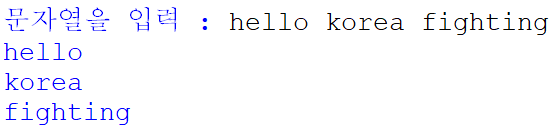 문자열을 입력 : hello korea fighting
hello
korea
fighting